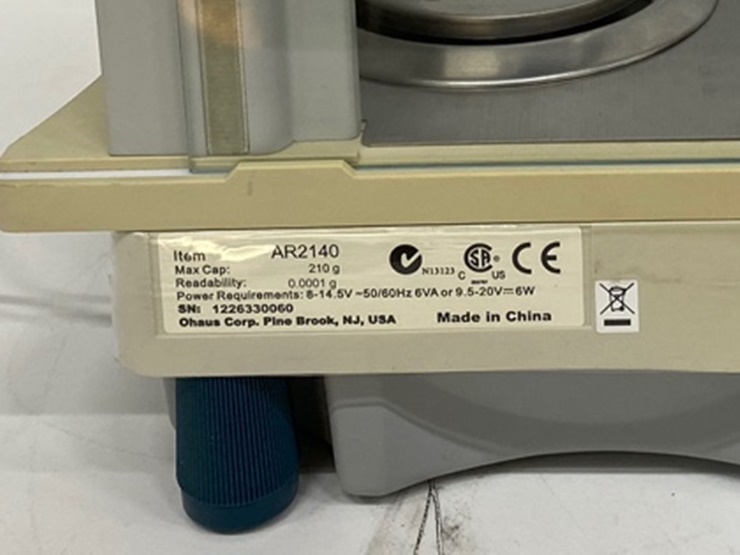 Item AR2140
Max Cap: 210 g
Readability: 0.0001 g
Power Requirements: 8-14.5V ~50/60Hz 6VA or 9.5-20V⎓6W
SN: 1226330060
Ohaus Corp. Pine Brook, NJ, USA
N13123
C SA® US
CE
Made in China